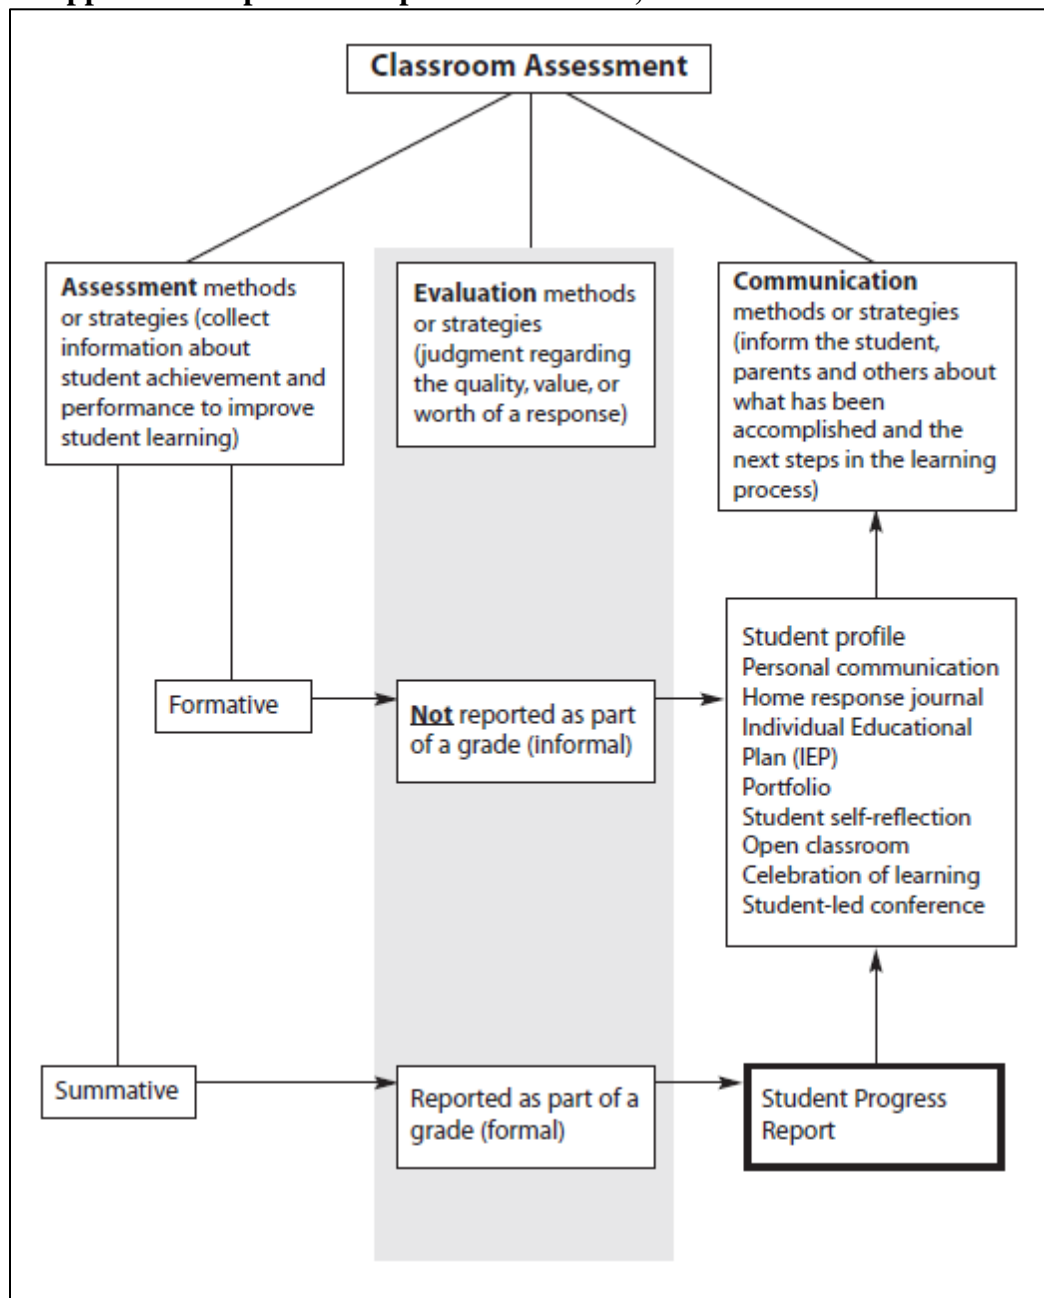 Classroom Assessment
Assessment methods
or strategies (collect
information about
student achievement and
performance to improve
student learning)
Evaluation methods
or strategies
(judgment regarding
the quality, value, or
worth of a response)
Communication
methods or strategies
(inform the student,
parents and others about
what has been
accomplished and the
next steps in the learning
process)
Formative
Not reported as part
of a grade (informal)
Student profile
Personal communication
Home response journal
Individual Educational
Plan (IEP)
Portfolio
Student self-reflection
Open classroom
Celebration of learning
Student-led conference
Summative
Reported as part of a
grade (formal)
Student Progress
Report